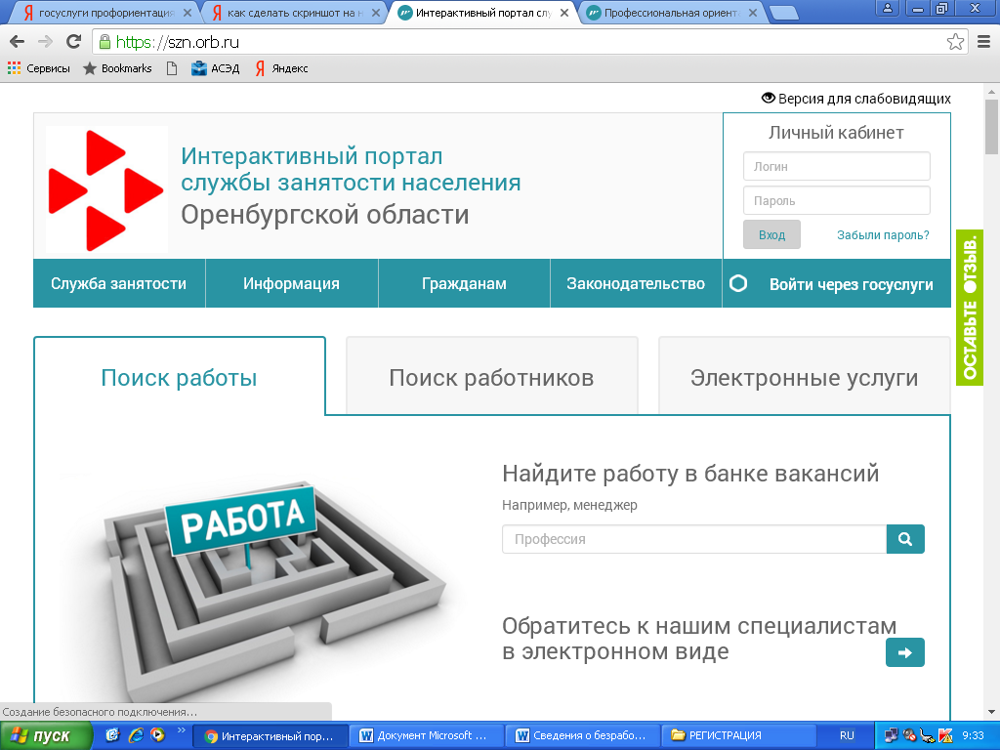 госуслуги профориентация
как сделать скриншот на н
Интерактивный портал слу
Профессиональная ориента
https://szn.orb.ru
Сервисы
Bookmarks
АСЭД
Яндекс
Версия для слабовидящих
Интерактивный портал
службы занятости населения
Оренбургской области
Личный кабинет
Логин
Пароль
Вход
Забыли пароль?
Служба занятости
Информация
Гражданам
Законодательство
Войти через госуслуги
ОСТАВЬТЕ ОТЗЫВ.
Поиск работы
Поиск работников
Электронные услуги
РАБОТА
Найдите работу в банке вакансий
Например, менеджер
Профессия
Обратитесь к нашим специалистам
в электронном виде
Создание безопасного подключения...
пуск
Интерактивный пор...
Документ Microsoft ...
Сведения о безрабо...
РЕГИСТРАЦИЯ
RU
9:33